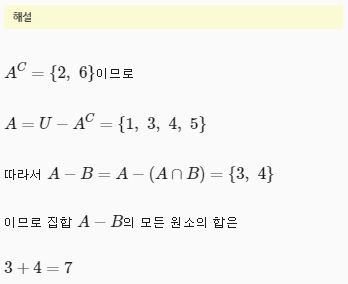 해설
A^C = {2, 6}이므로
A = U − A^C = {1, 3, 4, 5}
따라서 A − B = A − (A ∩ B) = {3, 4}
이므로 집합 A − B의 모든 원소의 합은
3 + 4 = 7